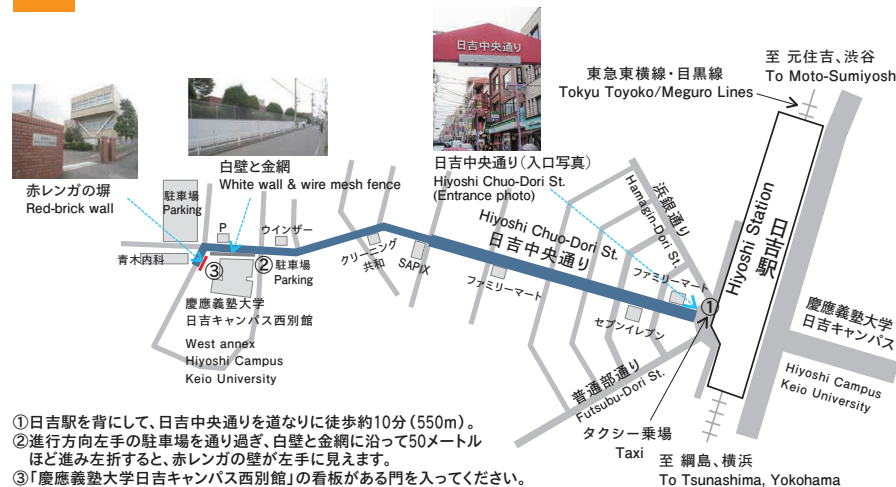 日吉中央通り
至 元住吉、渋谷
To Moto-Sumiyosh
東急東横線・目黒線
Tokyu Toyoko/Meguro Lines
赤レンガの塀
Red-brick wall
白壁と金網
White wall & wire mesh fence
日吉中央通り(入口写真)
Hiyoshi Chuo-Dori St.
(Entrance photo)
駐車場
Parking
P
ウインザー
青木内科
③
②
駐車場
Parking
クリーニング
共和
SAPIX
Hiyoshi Chuo-Dori St.
日吉中央通り
ファミリーマート
浜銀通り
Hamagin-Dori St.
ファミリーマート
①
セブンイレブン
普通部通り
Futsubu-Dori St.
Hiyoshi Station
日吉駅
慶應義塾大学
日吉キャンパス
Hiyoshi Campus
Keio University
慶應義塾大学
日吉キャンパス西別館
West annex
Hiyoshi Campus
Keio University
タクシー乗場
Taxi
至 綱島、横浜
To Tsunashima, Yokohama
①日吉駅を背にして、日吉中央通りを道なりに徒歩約10分(550m)。
②進行方向左手の駐車場を通り過ぎ、白壁と金網に沿って50メートル
ほど進み左折すると、赤レンガの壁が左手に見えます。
③「慶應義塾大学日吉キャンパス西別館」の看板がある門を入ってください。